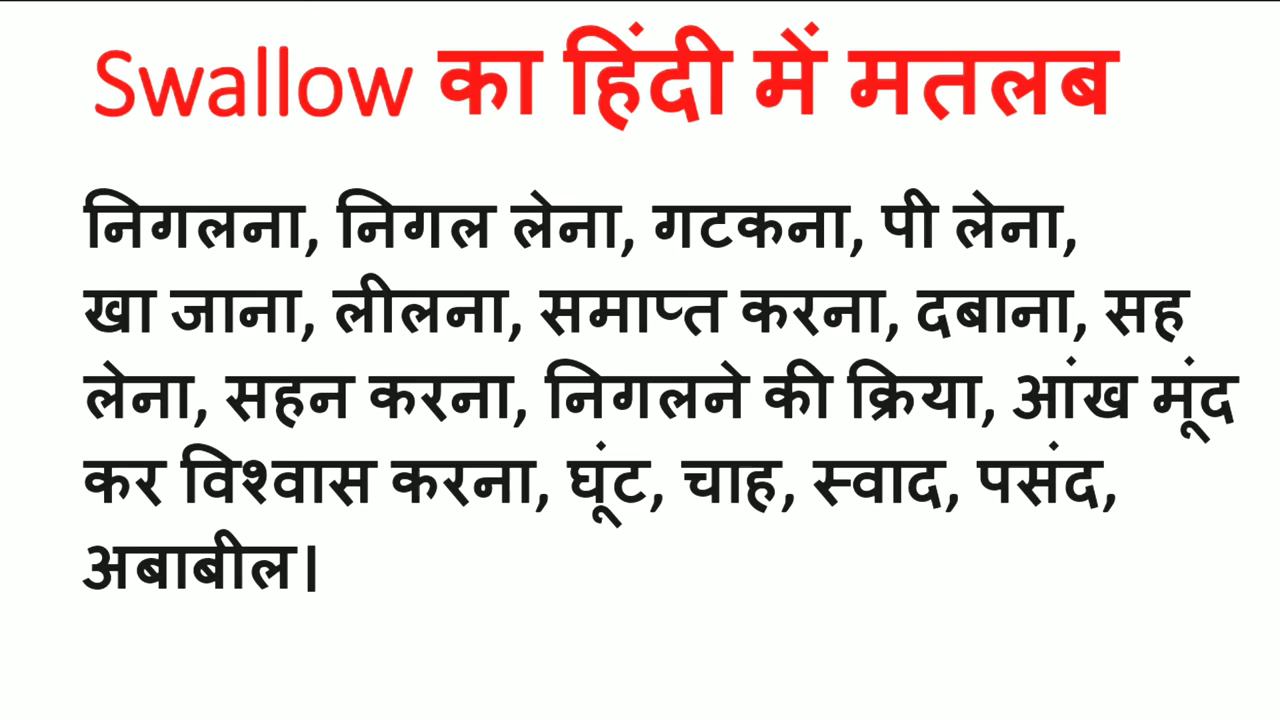 Swallow का हिंदी में मतलब
निगलना, निगल लेना, गटकना, पी लेना,
खा जाना, लीलना, समाप्त करना, दबाना, सह
लेना, सहन करना, निगलने की क्रिया, आंख मूंद
कर विश्वास करना, घूंट, चाह, स्वाद, पसंद,
अबाबील।